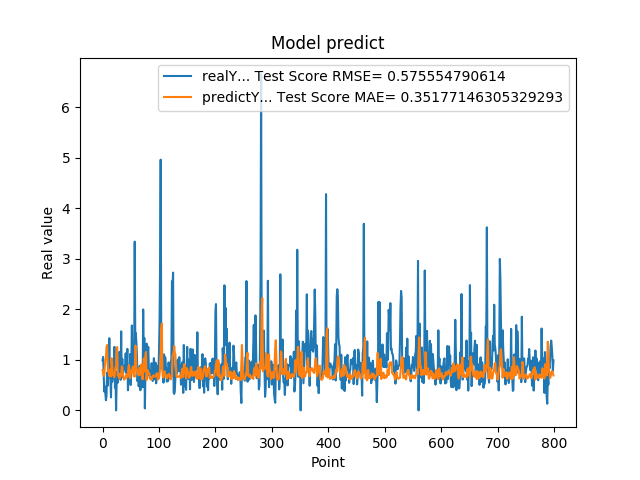 Model predict
realY... Test Score RMSE= 0.575554790614
predictY... Test Score MAE= 0.35177146305329293
Real value
6
5
4
3
2
1
0
0 100 200 300 400 500 600 700 800
Point